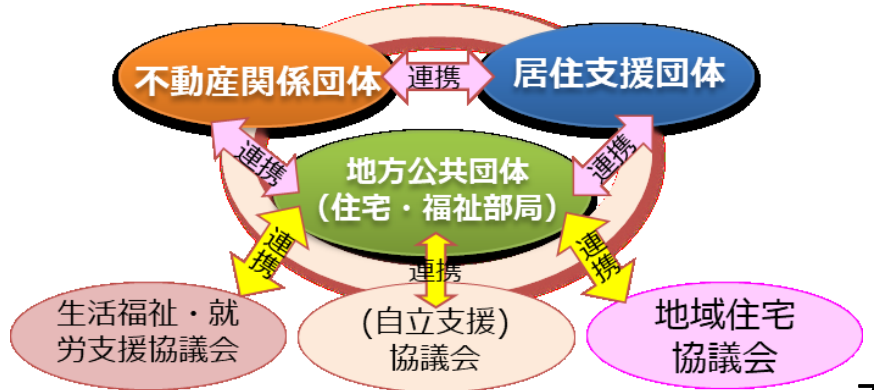 不動産関係団体
連携
居住支援団体
連携
連携
地方公共団体
（住宅・福祉部局）
連携
連携
連携
生活福祉・就
労支援協議会
(自立支援)
協議会
地域住宅
協議会